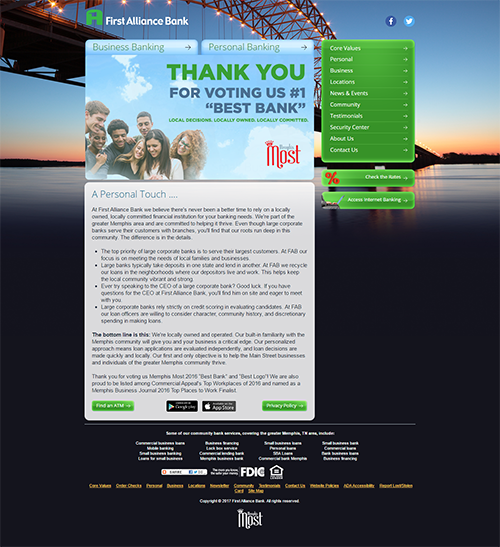 First Alliance Bank
Business Banking
Personal Banking
THANK YOU
FOR VOTING US #1
"BEST BANK"
LOCAL DECISIONS. LOCALLY OWNED. LOCALLY COMMITTED.
Memphis
Most
Core Values
Personal
Business
Locations
News & Events
Community
Testimonials
Security Center
About Us
Contact Us
Check the Rates
Access Internet Banking
A Personal Touch ....
At First Alliance Bank we believe there's never been a better time to rely on a locally
owned, locally committed financial institution for your banking needs. We're part of the
greater Memphis area and are committed to helping it thrive. Even though large corporate
banks serve their customers with branches, you'll find that our roots run deep in this
community. The difference is in the details.
The top priority of large corporate banks is to serve their largest customers. At FAB our
focus is on meeting the needs of local families and businesses.
Large banks typically take deposits in one state and lend in another. At FAB we recycle
our loans in the neighborhoods where our depositors live and work. This helps keep
the local community vibrant and strong.
Ever try speaking to the CEO of a large corporate bank? Good luck. If you have
questions for the CEO at First Alliance Bank, you'll find him on site and eager to meet
with you.
Large corporate banks rely strictly on credit scoring in evaluating candidates. At FAB
our loan officers are willing to consider character, community history, and discretionary
spending in making loans.
The bottom line is this: We're locally owned and operated. Our built-in familiarity with the
Memphis community will give you and your business a critical edge. Our personalized
approach means loan applications are evaluated independently, and loan decisions are
made quickly and locally. Our first and only objective is to help the Main Street businesses
and individuals of the greater Memphis community thrive.
Thank you for voting us Memphis Most 2016 "Best Bank" and "Best Logo"! We are also
proud to be listed among Commercial Appeal's Top Workplaces of 2016 and named as a
Memphis Business Journal 2016 Top Places to Work Finalist.
Find an ATM
Google play
App Store
Privacy Policy
Some of our community bank services, covering the greater Memphis, TN area, include:
Commercial business loans
Business financing
Small business loans
Small business bank
Mobile banking
Lock box service
Personal loans
Commercial loans
Small business banking
Commercial lending bank
SBA Loans
Bank business loans
Loans for small business
Memphis business bank
Commercial bank Memphis
Business financing
SHARE
FDIC
Core Values
Order Checks
Personal
Business
Locations
Newsletter
Community
Testimonials
Contact Us
Website Policies
ADA Accessibility
Report Lost/Stolen
Card
Site Map
Copyright © 2017 First Alliance Bank. All rights reserved.
Memphis
Most